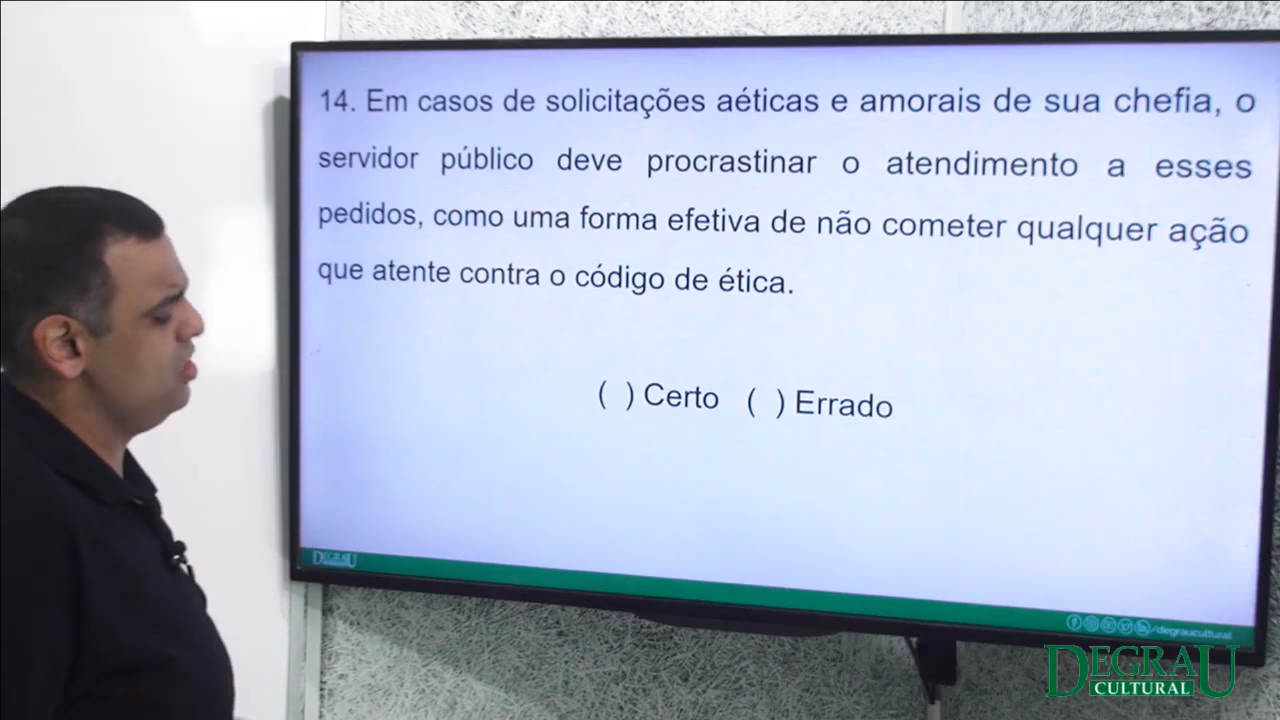 14. Em casos de solicitações aéticas e amorais de sua chefia, o
servidor público deve procrastinar o atendimento a esses
pedidos, como uma forma efetiva de não cometer qualquer ação
que atente contra o código de ética.
( ) Certo ( ) Errado
DEGRAU
/degraucultural
DEGRAU
CULTURAL